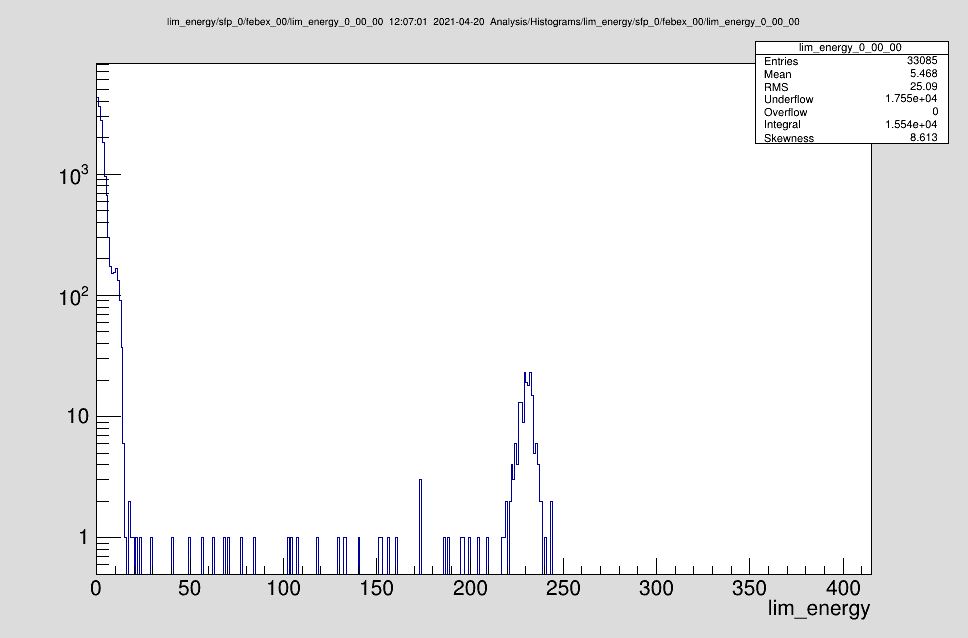 lim_energy/sfp_0/febex_00/lim_energy_0_00_00 12:07:01 2021-04-20 Analysis/Histograms/lim_energy/sfp_0/febex_00/lim_energy_0_00_00
lim_energy_0_00_00
Entries 33085
Mean 5.468
RMS 25.09
Underflow 1.755e+04
Overflow 0
Integral 1.554e+04
Skewness 8.613
10³
10²
10
1
0 50 100 150 200 250 300 350 400
lim_energy